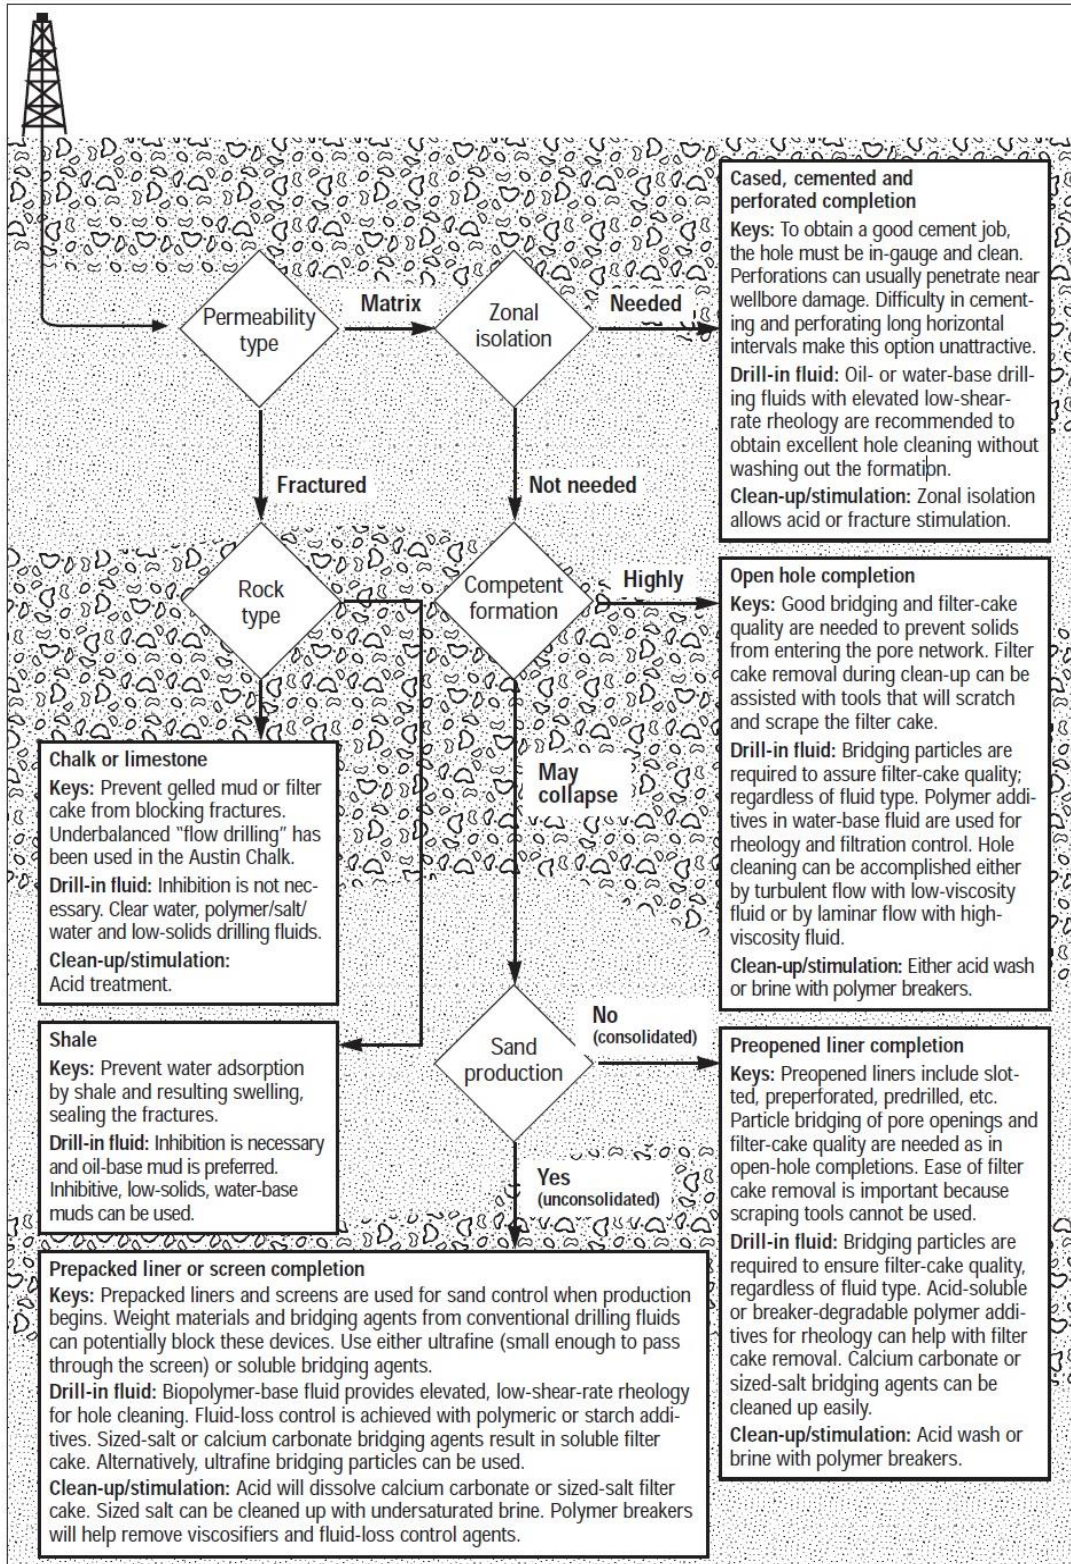 Permeability
type
Matrix
Zonal
isolation
Needed
Cased, cemented and
perforated completion
Keys: To obtain a good cement job,
the hole must be in-gauge and clean.
Perforations can usually penetrate near
wellbore damage. Difficulty in cement-
ing and perforating long horizontal
intervals make this option unattractive.
Drill-in fluid: Oil- or water-base drill-
ing fluids with elevated low-shear-
rate rheology are recommended to
obtain excellent hole cleaning without
washing out the formation.
Clean-up/stimulation: Zonal isolation
allows acid or fracture stimulation.
Fractured
Not needed
Rock
type
Competent
formation
Highly
Open hole completion
Keys: Good bridging and filter-cake
quality are needed to prevent solids
from entering the pore network. Filter
cake removal during clean-up can be
assisted with tools that will scratch
and scrape the filter cake.
Drill-in fluid: Bridging particles are
required to assure filter-cake quality;
regardless of fluid type. Polymer addi-
tives in water-base fluid are used for
rheology and filtration control. Hole
cleaning can be accomplished either
by turbulent flow with low-viscosity
fluid or by laminar flow with high-
viscosity fluid.
Clean-up/stimulation: Either acid wash
or brine with polymer breakers.
Chalk or limestone
Keys: Prevent gelled mud or filter
cake from blocking fractures.
Underbalanced "flow drilling" has
been used in the Austin Chalk.
Drill-in fluid: Inhibition is not nec-
essary. Clear water, polymer/salt/
water and low-solids drilling fluids.
Clean-up/stimulation:
Acid treatment.
May
collapse
Shale
Keys: Prevent water adsorption
by shale and resulting swelling,
sealing the fractures.
Drill-in fluid: Inhibition is necessary
and oil-base mud is preferred.
Inhibitive, low-solids, water-base
muds can be used.
Sand
production
No
(consolidated)
Preopened liner completion
Keys: Preopened liners include slot-
ted, preperforated, predrilled, etc.
Particle bridging of pore openings and
filter-cake quality are needed as in
open-hole completions. Ease of filter
cake removal is important because
scraping tools cannot be used.
Drill-in fluid: Bridging particles are
required to ensure filter-cake quality,
regardless of fluid type. Acid-soluble
or breaker-degradable polymer addi-
tives for rheology can help with filter
cake removal. Calcium carbonate or
sized-salt bridging agents can be
cleaned up easily.
Clean-up/stimulation: Acid wash or
brine with polymer breakers.
Yes
(unconsolidated)
Prepacked liner or screen completion
Keys: Prepacked liners and screens are used for sand control when production
begins. Weight materials and bridging agents from conventional drilling fluids
can potentially block these devices. Use either ultrafine (small enough to pass
through the screen) or soluble bridging agents.
Drill-in fluid: Biopolymer-base fluid provides elevated, low-shear-rate rheology
for hole cleaning. Fluid-loss control is achieved with polymeric or starch addi-
tives. Sized-salt or calcium carbonate bridging agents result in soluble filter
cake. Alternatively, ultrafine bridging particles can be used.
Clean-up/stimulation: Acid will dissolve calcium carbonate or sized-salt filter
cake. Sized salt can be cleaned up with undersaturated brine. Polymer breakers
will help remove viscosifiers and fluid-loss control agents.